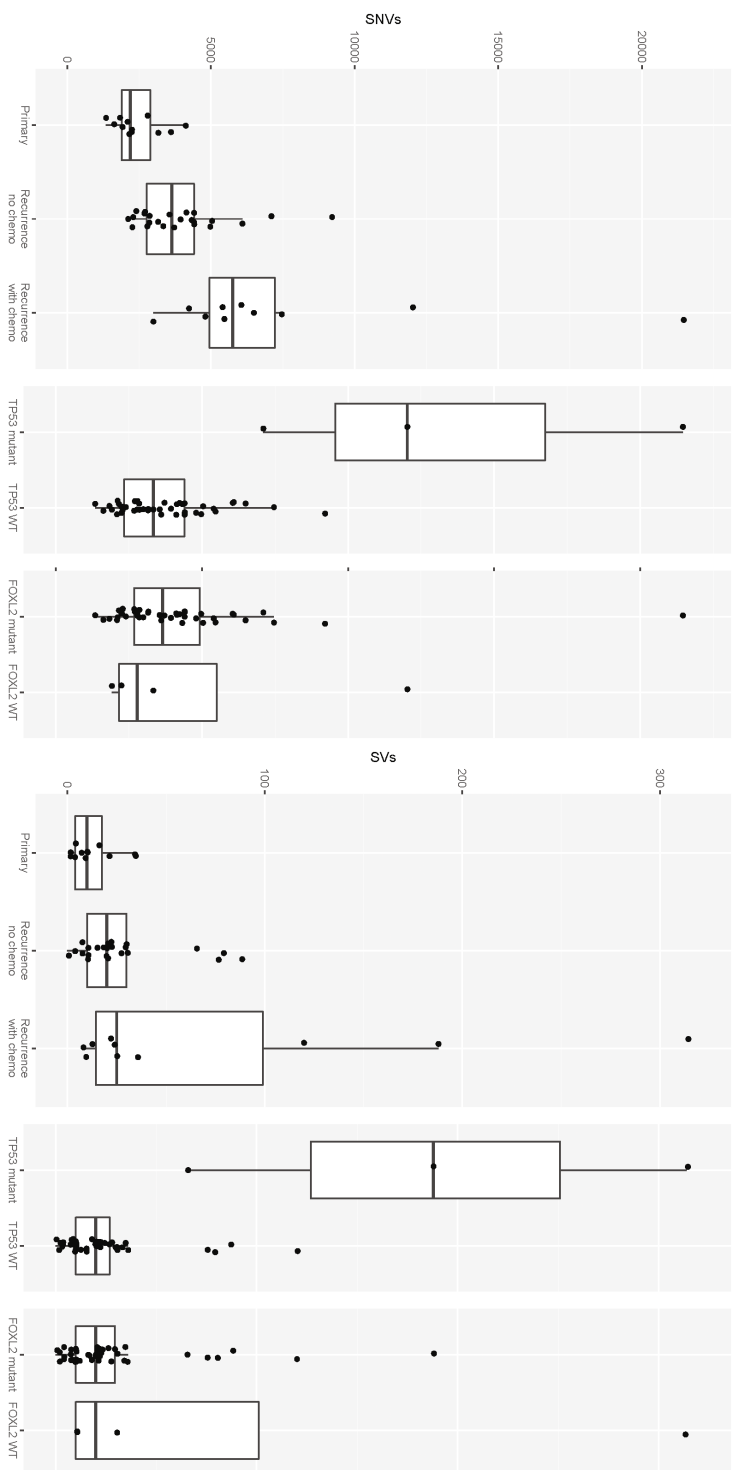 SNVs
0
5000
10000
15000
20000
Primary
Recurrence
no chemo
Recurrence
with chemo
TP53 mutant
TP53 WT
FOXL2 mutant
FOXL2 WT
SVs
0
100
200
300
Primary
Recurrence
no chemo
Recurrence
with chemo
TP53 mutant
TP53 WT
FOXL2 mutant
FOXL2 WT